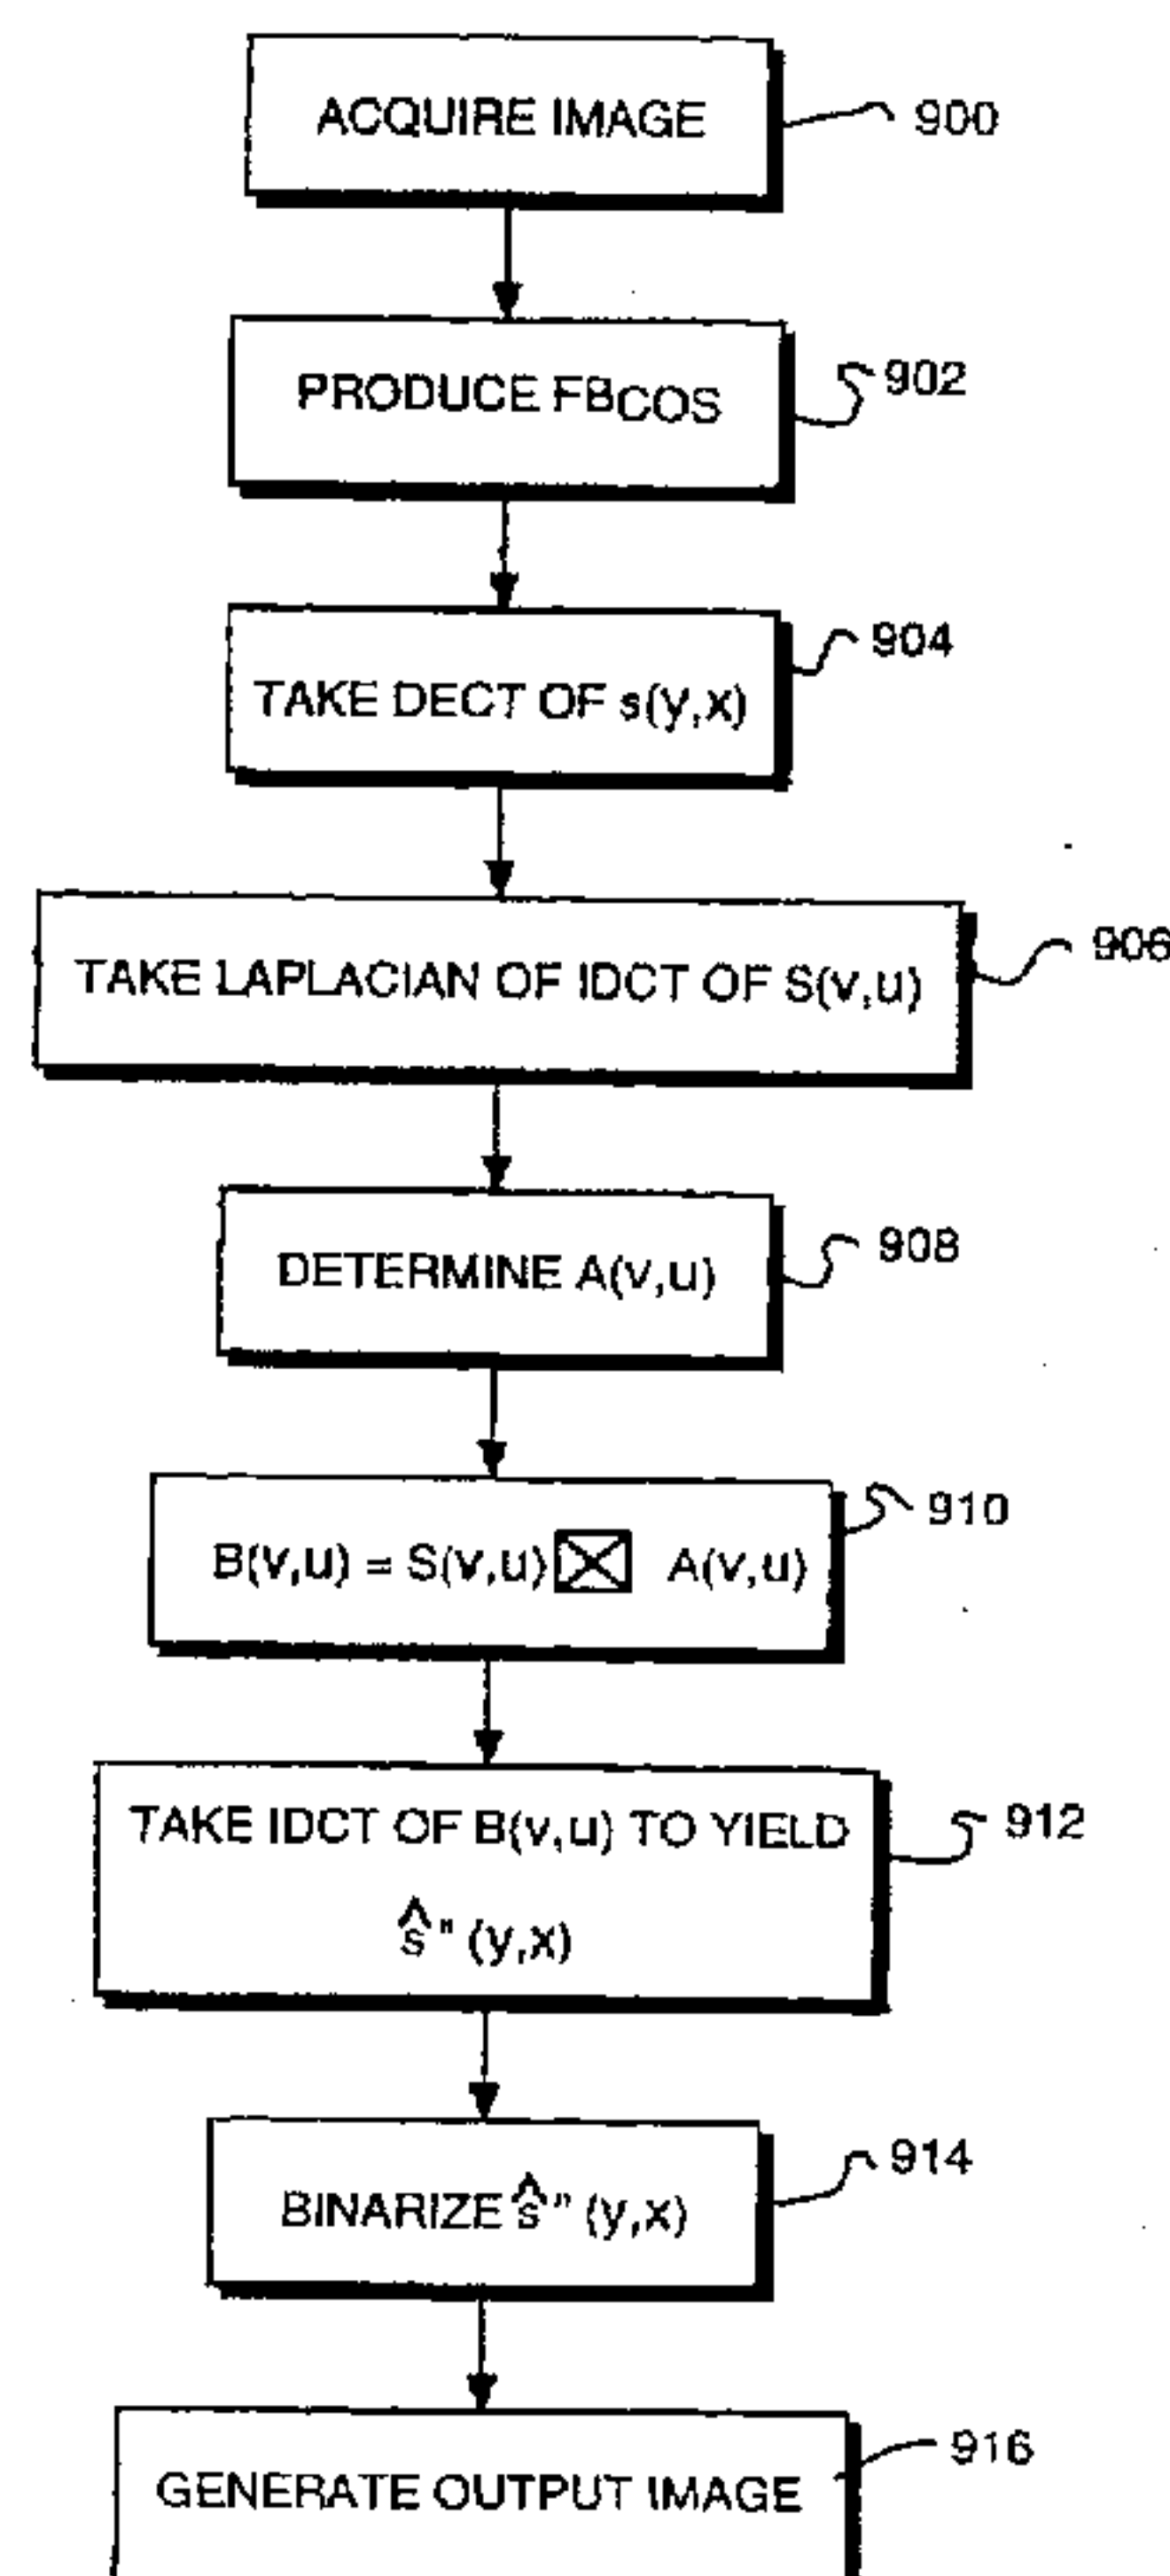 ACQUIRE IMAGE
900
PRODUCE FBCOS
902
TAKE DECT OF s(y,x)
904
TAKE LAPLACIAN OF IDCT OF S(v,u)
906
DETERMINE A(v,u)
908
B(v,u) = S(v,u) ⊠ A(v,u)
910
TAKE IDCT OF B(v,u) TO YIELD
ŝ" (y,x)
912
BINARIZE ŝ" (y,x)
914
GENERATE OUTPUT IMAGE
916